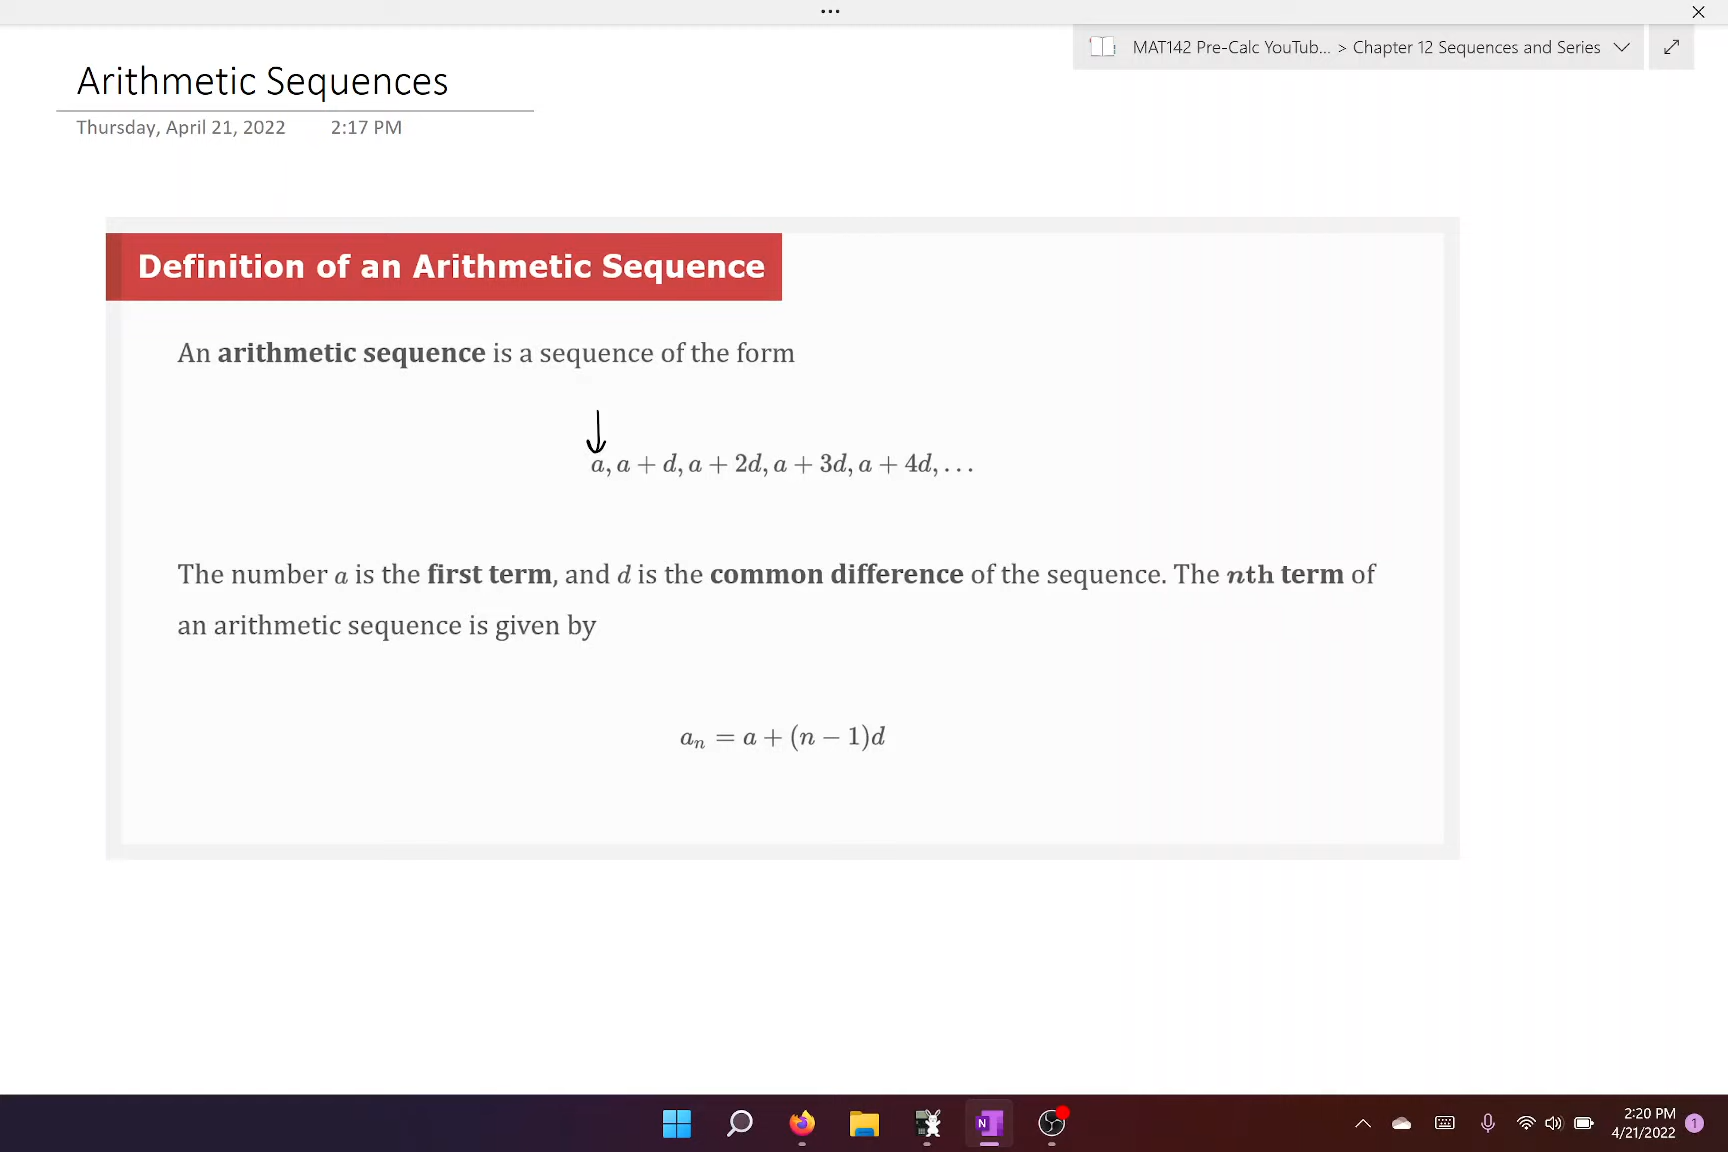 ...
MAT142 Pre-Calc YouTub... > Chapter 12 Sequences and Series
Arithmetic Sequences
Thursday, April 21, 2022 2:17 PM
Definition of an Arithmetic Sequence
An arithmetic sequence is a sequence of the form
a, a + d, a + 2d, a + 3d, a + 4d, . . .
The number a is the first term, and d is the common difference of the sequence. The nth term of
an arithmetic sequence is given by
aₙ = a + (n − 1)d
N
2:20 PM
4/21/2022
1